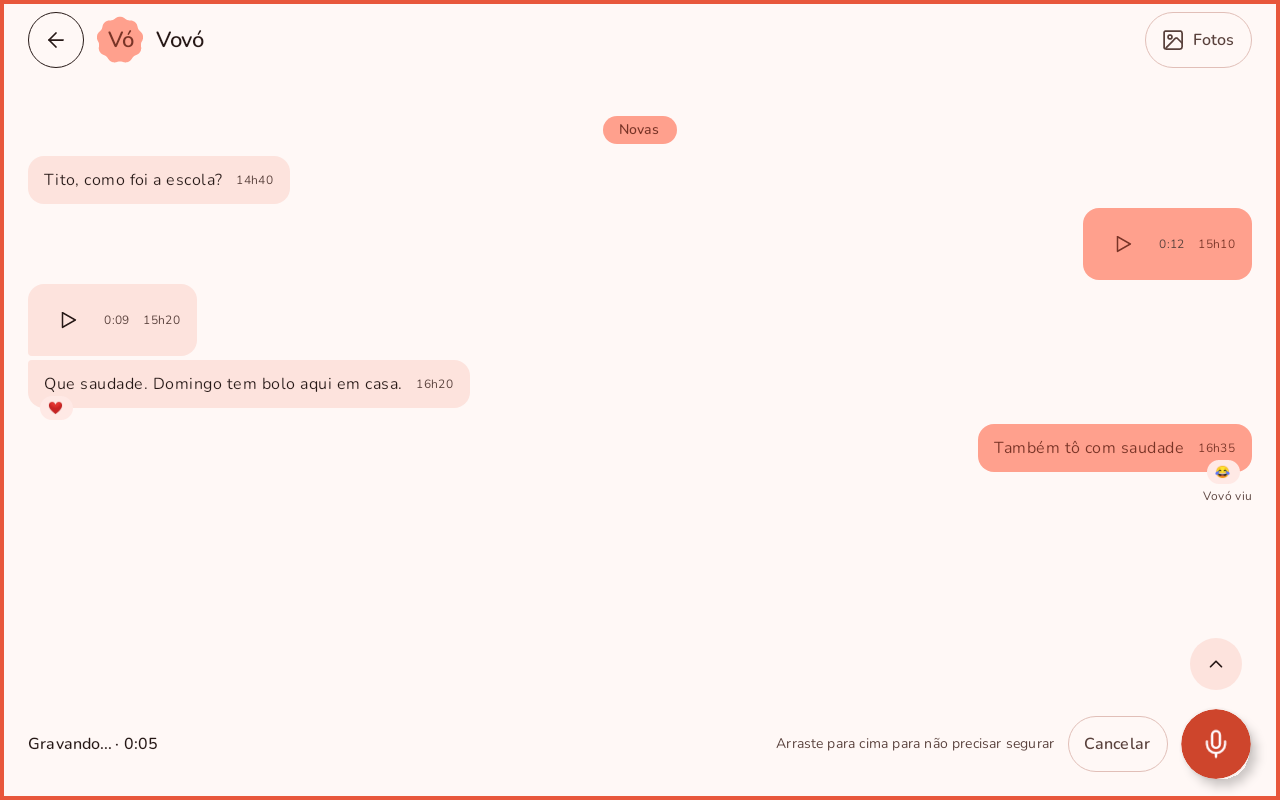 Vó Vovó Fotos
Novas
Tito, como foi a escola? 14h40
0:12 15h10
0:09 15h20
Que saudade. Domingo tem bolo aqui em casa. 16h20
❤️
Também tô com saudade 16h35
😂
Vovó viu
Gravando... · 0:05 Arraste para cima para não precisar segurar Cancelar